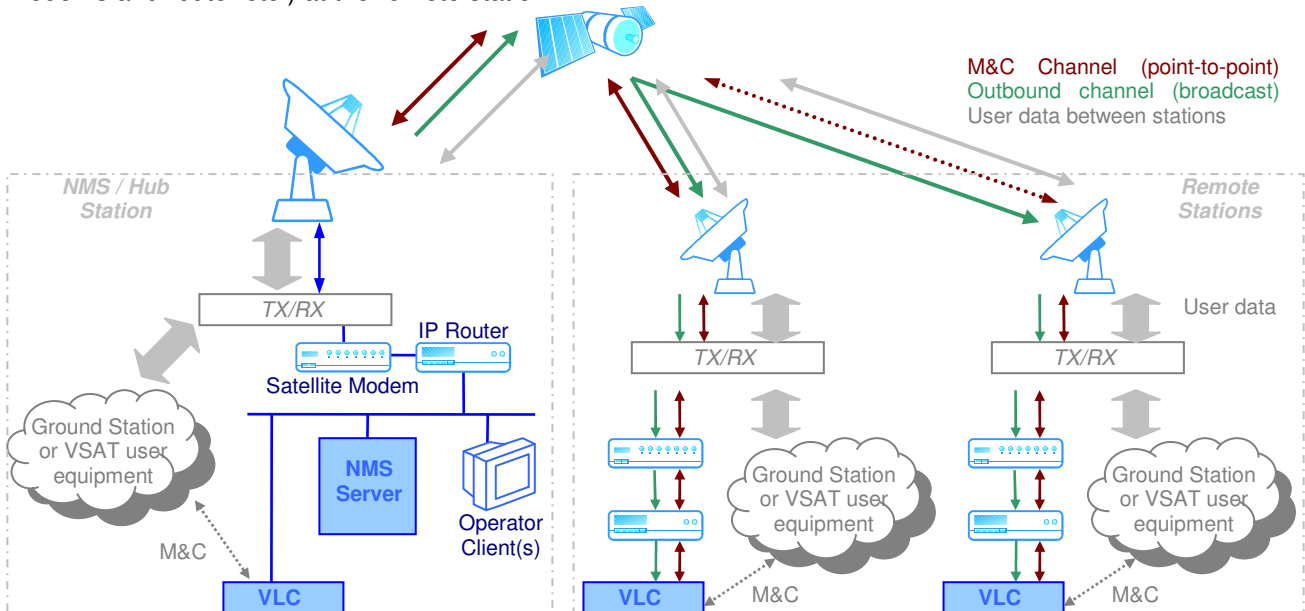 M&C Channel (point-to-point)
Outbound channel (broadcast)
User data between stations
NMS / Hub
Station
Remote
Stations
TX/RX
IP Router
Satellite Modem
Ground Station
or VSAT user
equipment
NMS
Server
Operator
Client(s)
M&C
VLC
TX/RX
Ground Station
or VSAT user
equipment
M&C
VLC
User data
TX/RX
Ground Station
or VSAT user
equipment
M&C
VLC